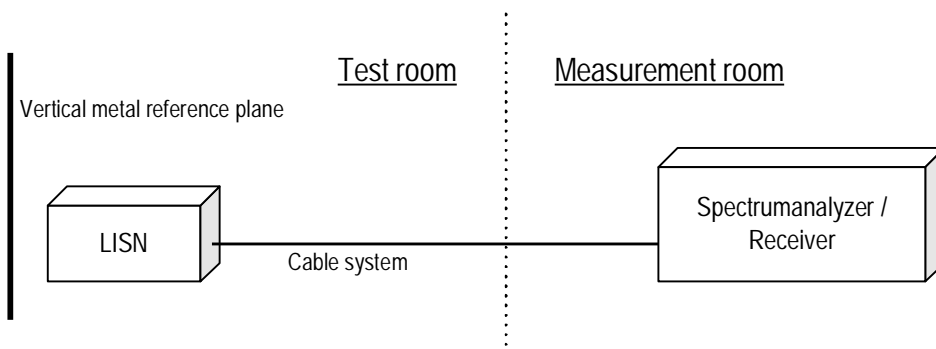 Test room
Measurement room
Vertical metal reference plane
LISN
Cable system
Spectrumanalyzer /
Receiver